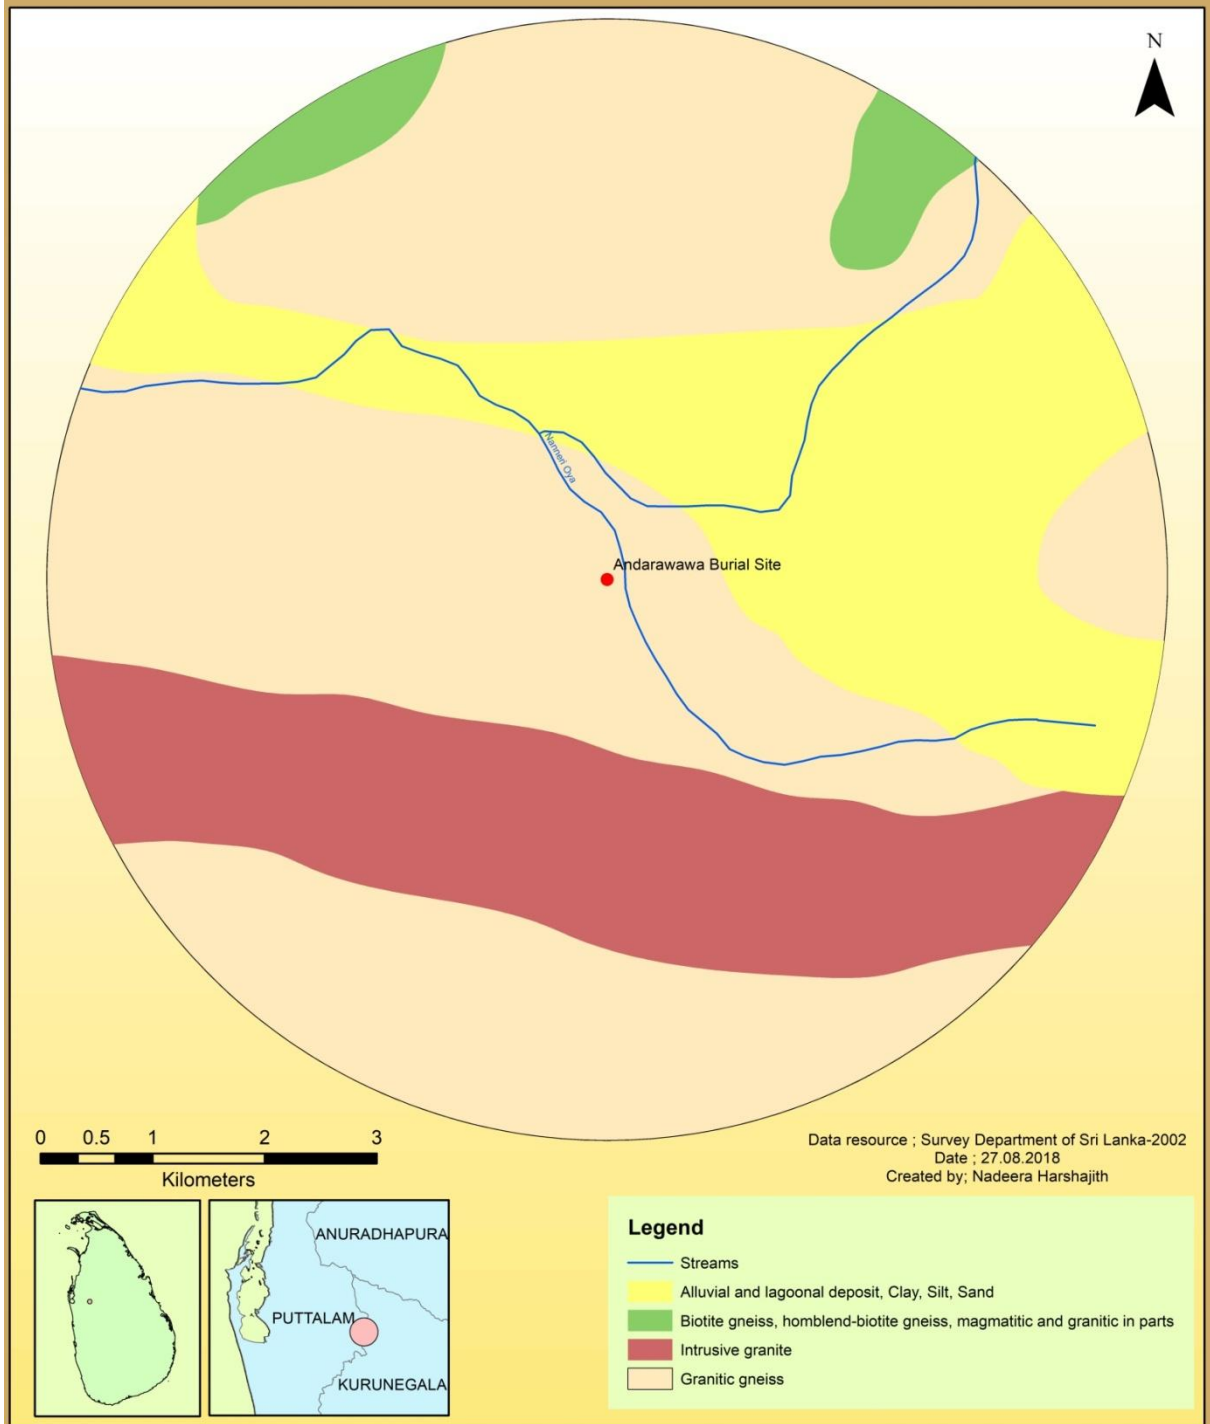 N
Nanneri Oya
Andarawawa Burial Site
0 0.5 1 2 3
Kilometers
Data resource ; Survey Department of Sri Lanka-2002
Date ; 27.08.2018
Created by; Nadeera Harshajith
ANURADHAPURA
PUTTALAM
KURUNEGALA
Legend
Streams
Alluvial and lagoonal deposit, Clay, Silt, Sand
Biotite gneiss, homblend-biotite gneiss, magmatitic and granitic in parts
Intrusive granite
Granitic gneiss